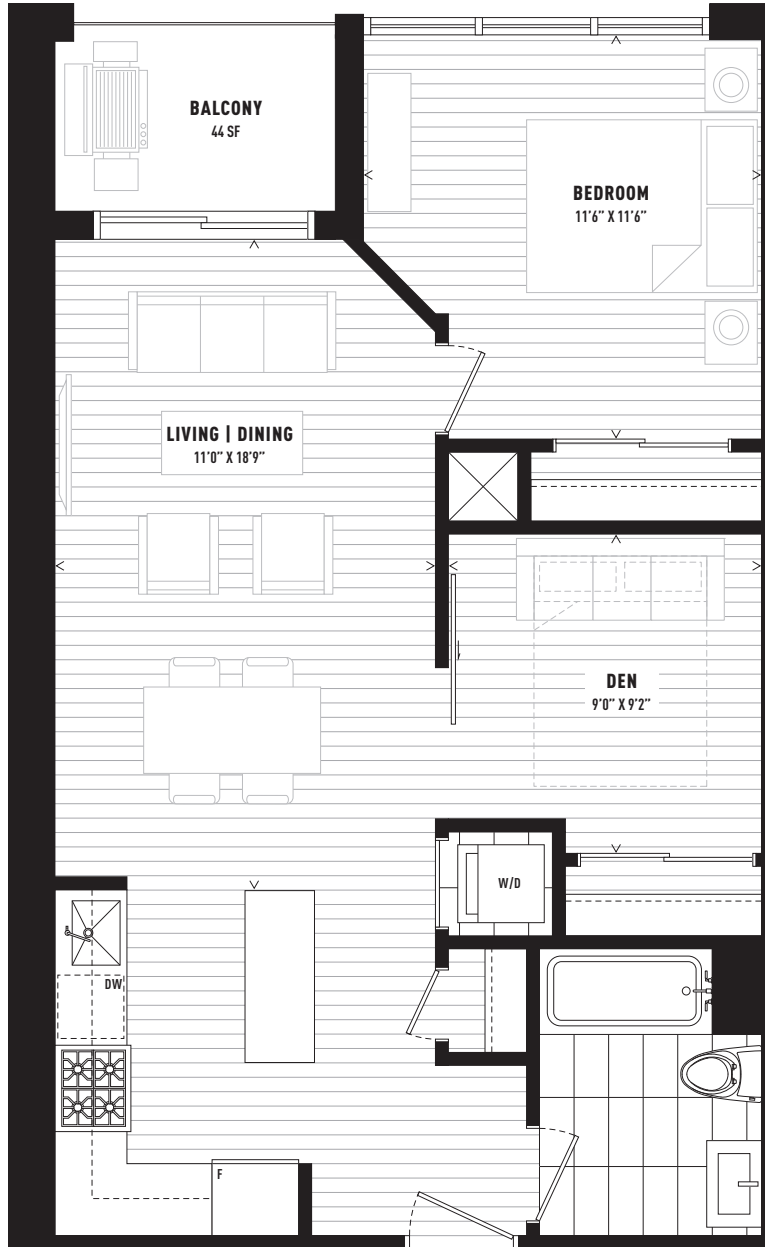 BALCONY
44 SF
BEDROOM
11'6" X 11'6"
LIVING | DINING
11'0" X 18'9"
DEN
9'0" X 9'2"
W/D
DW
F